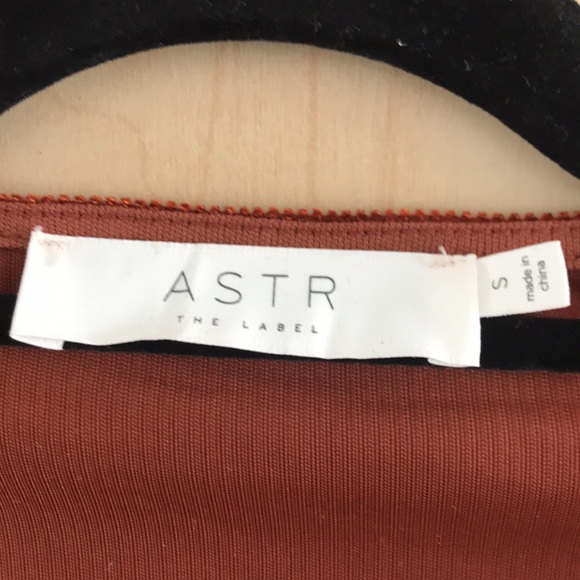 ASTR
THE LABEL
S
made in
china